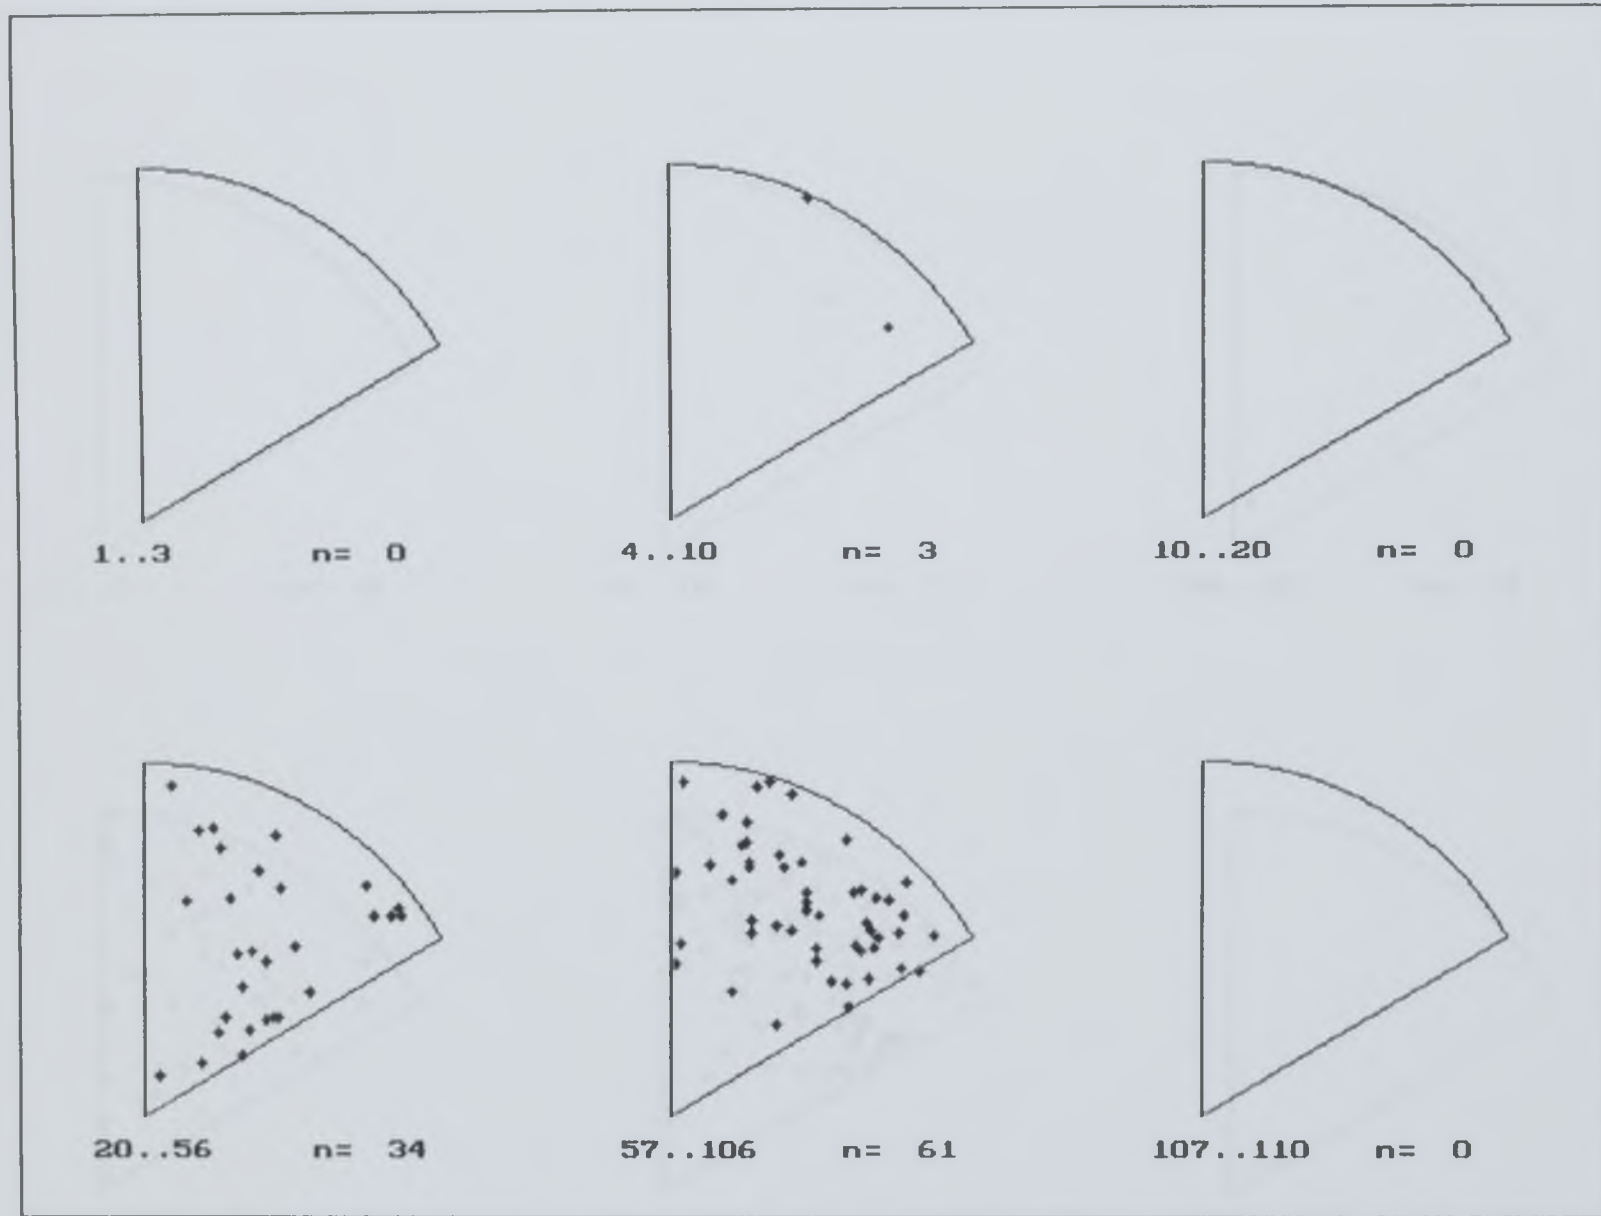 1..3 n= 0
4..10 n= 3
10..20 n= 0
20..56 n= 34
57..106 n= 61
107..110 n= 0